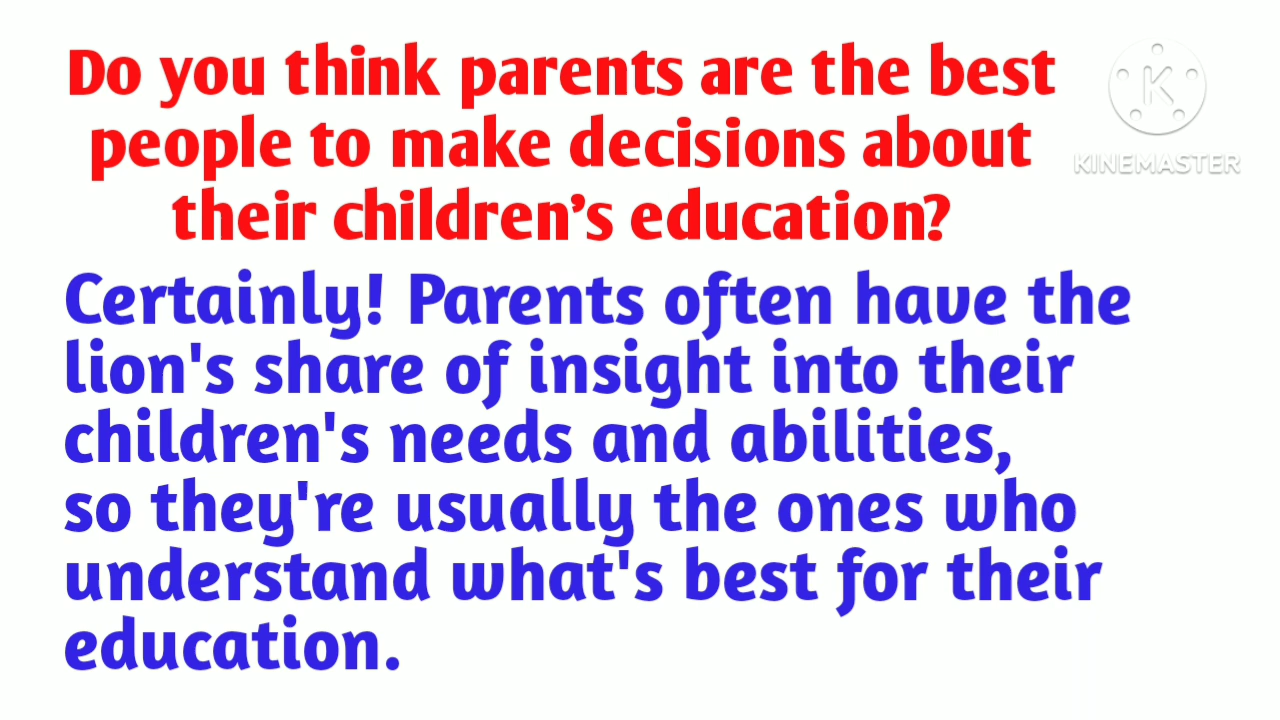 Do you think parents are the best
people to make decisions about
their children’s education?
K
KINEMASTER
Certainly! Parents often have the
lion's share of insight into their
children's needs and abilities,
so they're usually the ones who
understand what's best for their
education.